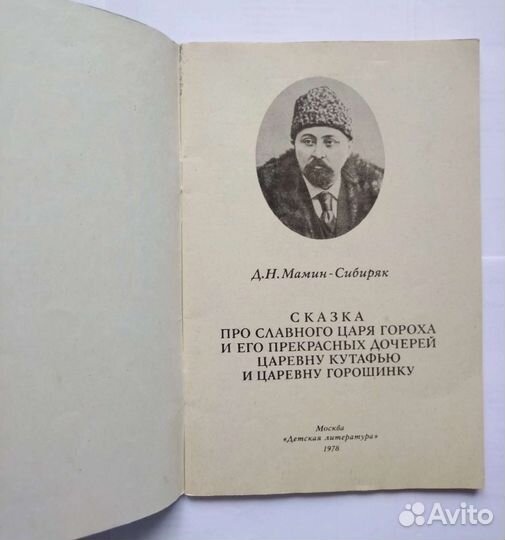 Д.Н. Мамин-Сибиряк
СКАЗКА
ПРО СЛАВНОГО ЦАРЯ ГОРОХА
И ЕГО ПРЕКРАСНЫХ ДОЧЕРЕЙ
ЦАРЕВНУ КУТАФЬЮ
И ЦАРЕВНУ ГОРОШИНКУ
Москва
«Детская литература»
1978
Avito